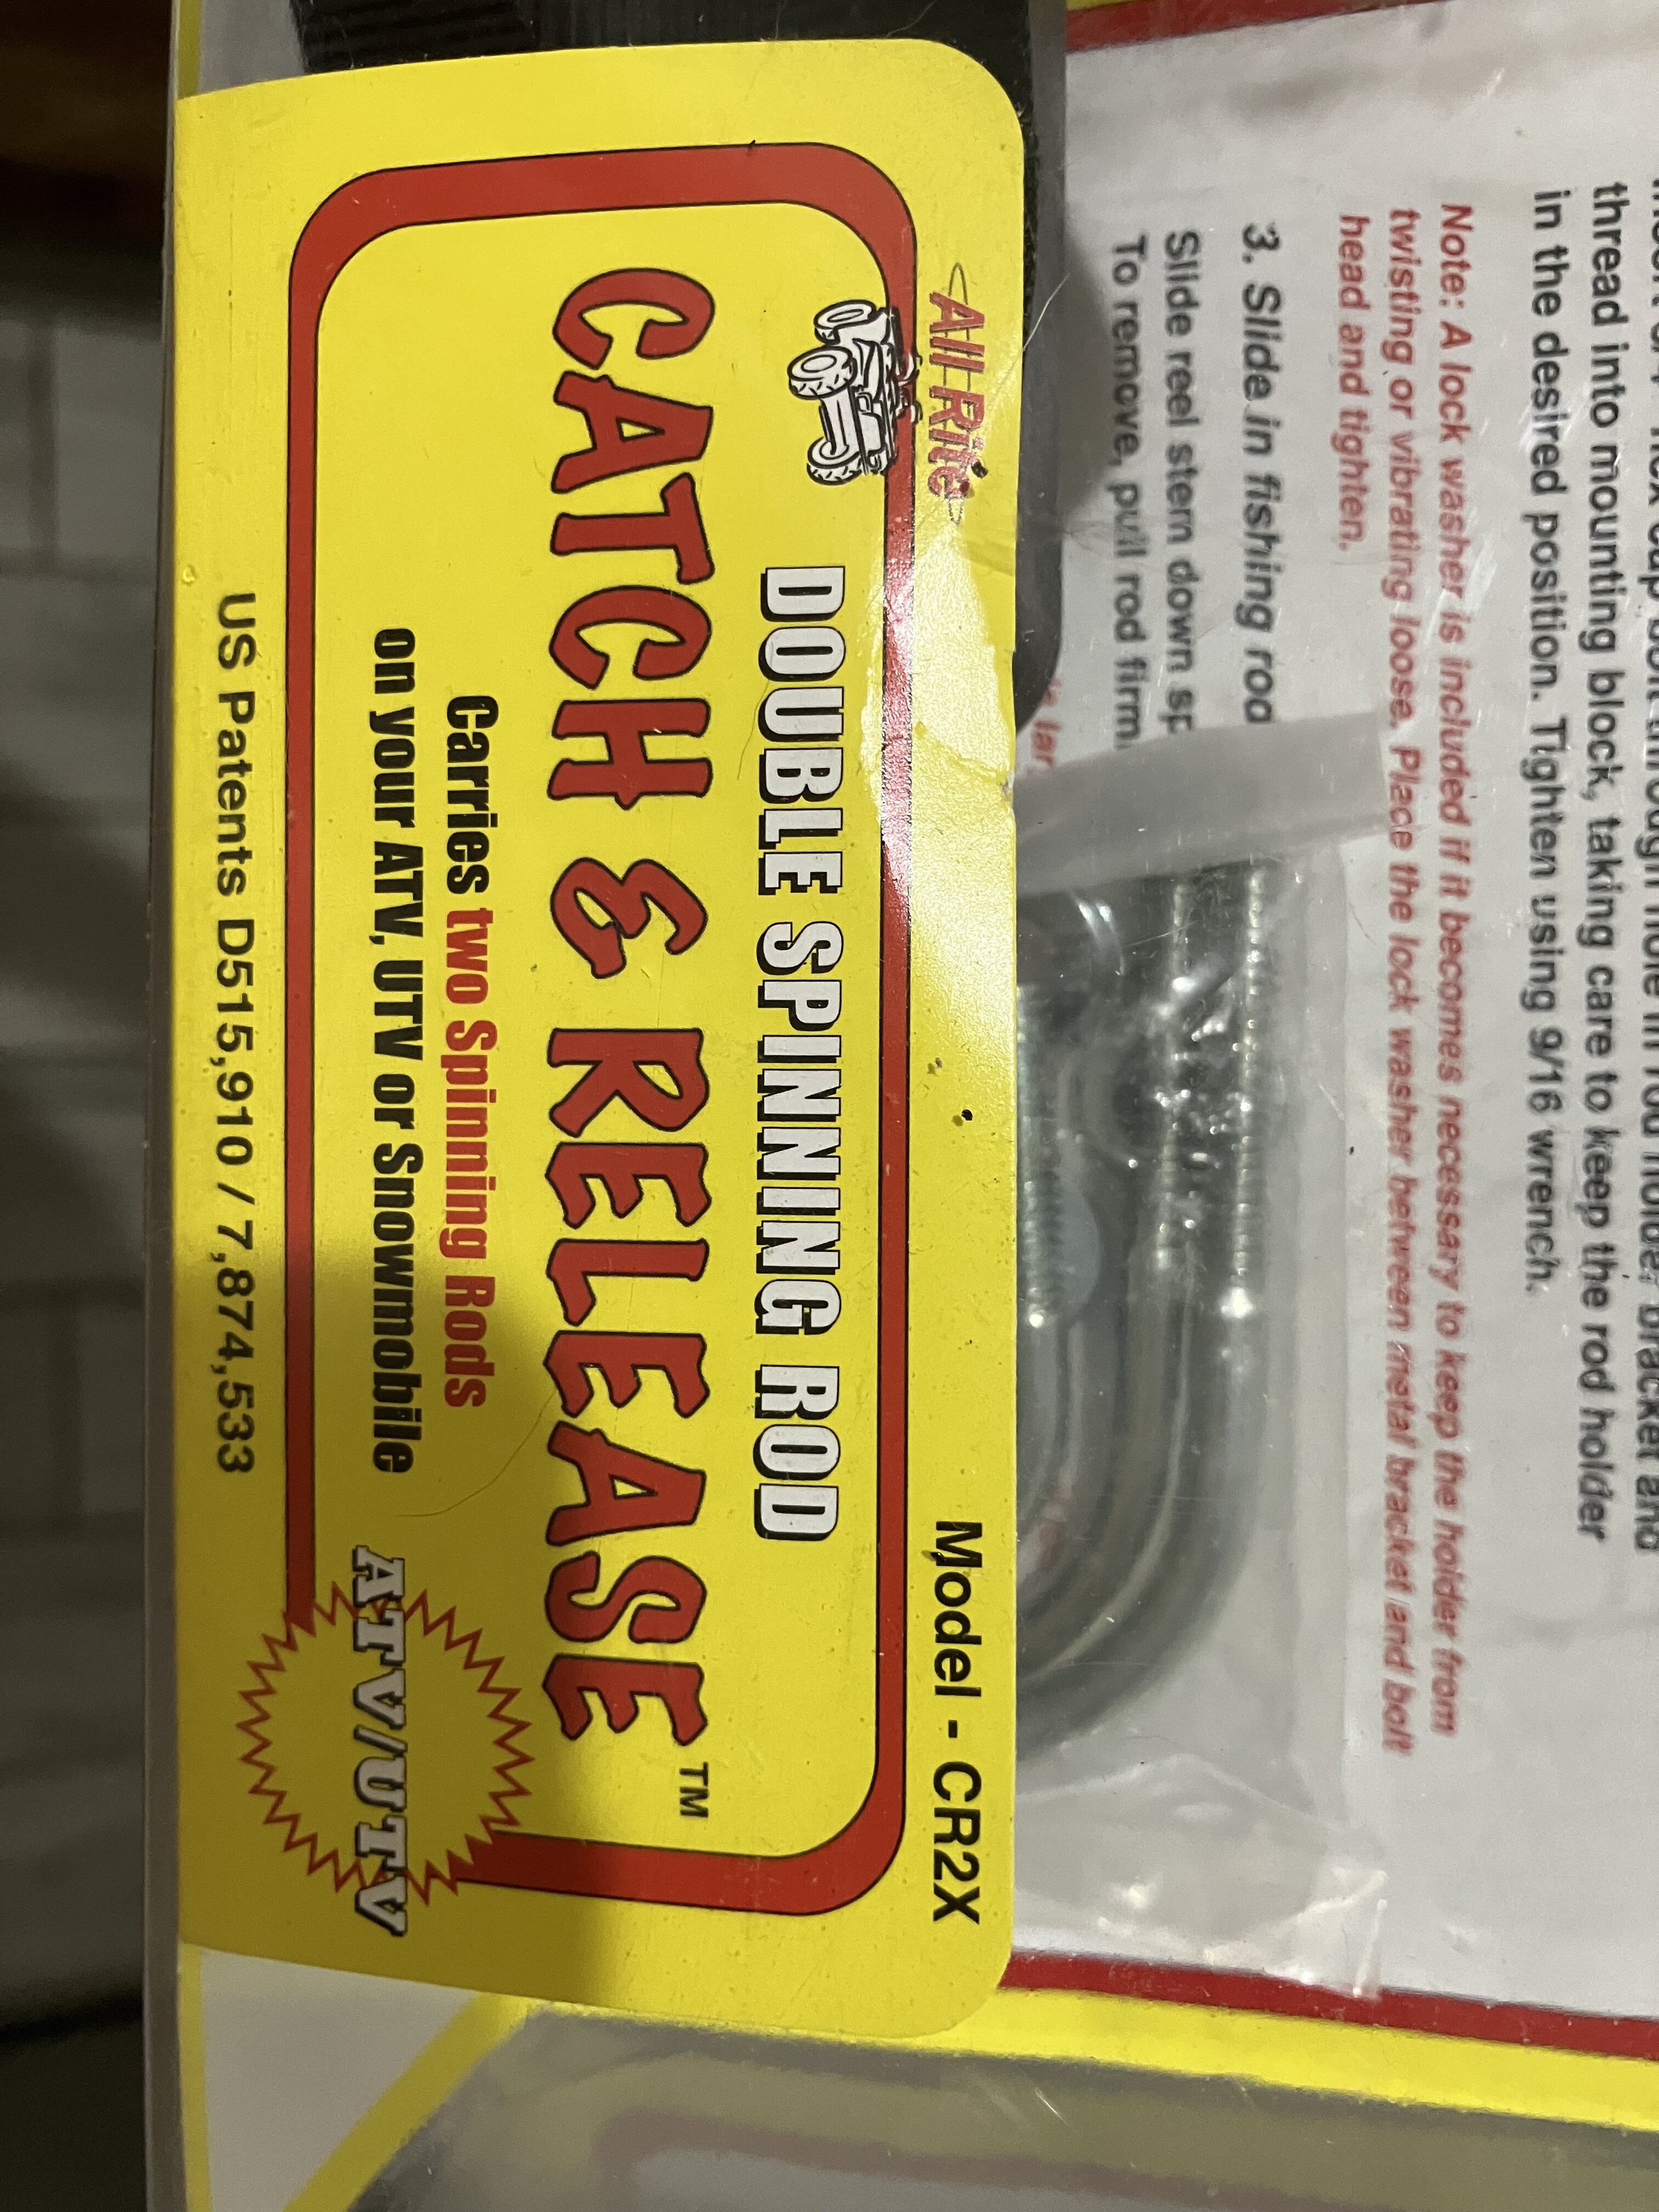 All Rite
Model - CR2X
DOUBLE SPINNING ROD
CATCH & RELEASE™
Carries two Spinning Rods
on your ATV, UTV or Snowmobile
ATV/UTV
US Patents D515,910 / 7,874,533
thread into mounting block, taking care to keep the rod holder
in the desired position. Tighten using 9/16 wrench.
Note: A lock washer is included if it becomes necessary to keep the holder from
twisting or vibrating loose. Place the lock washer between metal bracket and bolt
head and tighten.
3. Slide in fishing rod
Slide reel stem down
To remove, pull rod